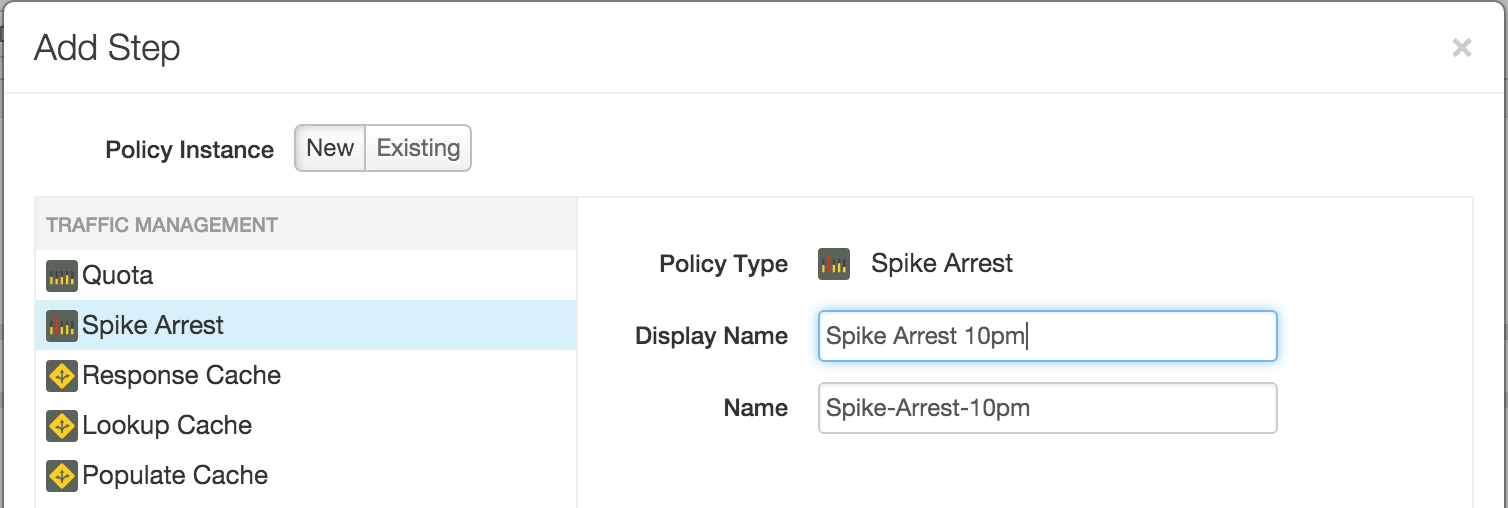 Add Step
×
Policy Instance New Existing
TRAFFIC MANAGEMENT
Quota
Spike Arrest
Response Cache
Lookup Cache
Populate Cache
Policy Type Spike Arrest
Display Name Spike Arrest 10pm
Name Spike-Arrest-10pm